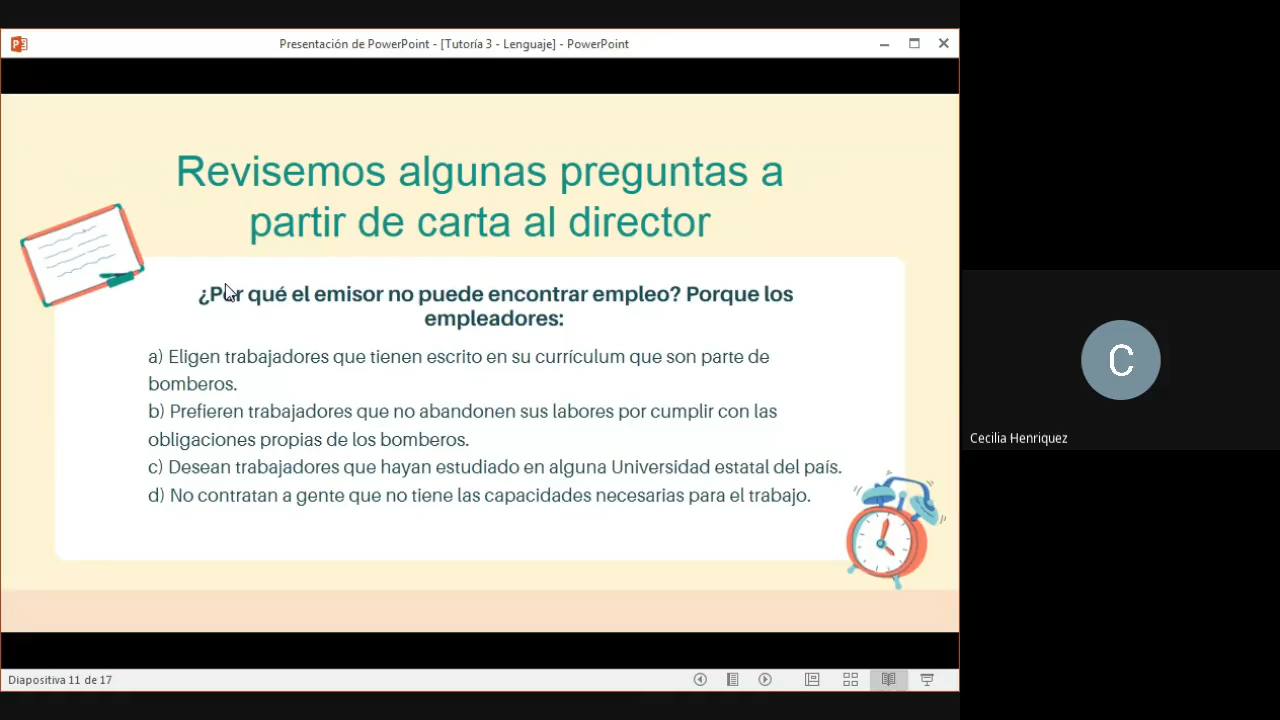 Presentación de PowerPoint - [Tutoría 3 - Lenguaje] - PowerPoint
Revisemos algunas preguntas a
partir de carta al director
¿Por qué el emisor no puede encontrar empleo? Porque los
empleadores:
a) Eligen trabajadores que tienen escrito en su currículum que son parte de
bomberos.
b) Prefieren trabajadores que no abandonen sus labores por cumplir con las
obligaciones propias de los bomberos.
c) Desean trabajadores que hayan estudiado en alguna Universidad estatal del país.
d) No contratan a gente que no tiene las capacidades necesarias para el trabajo.
C
Cecilia Henriquez
Diapositiva 11 de 17